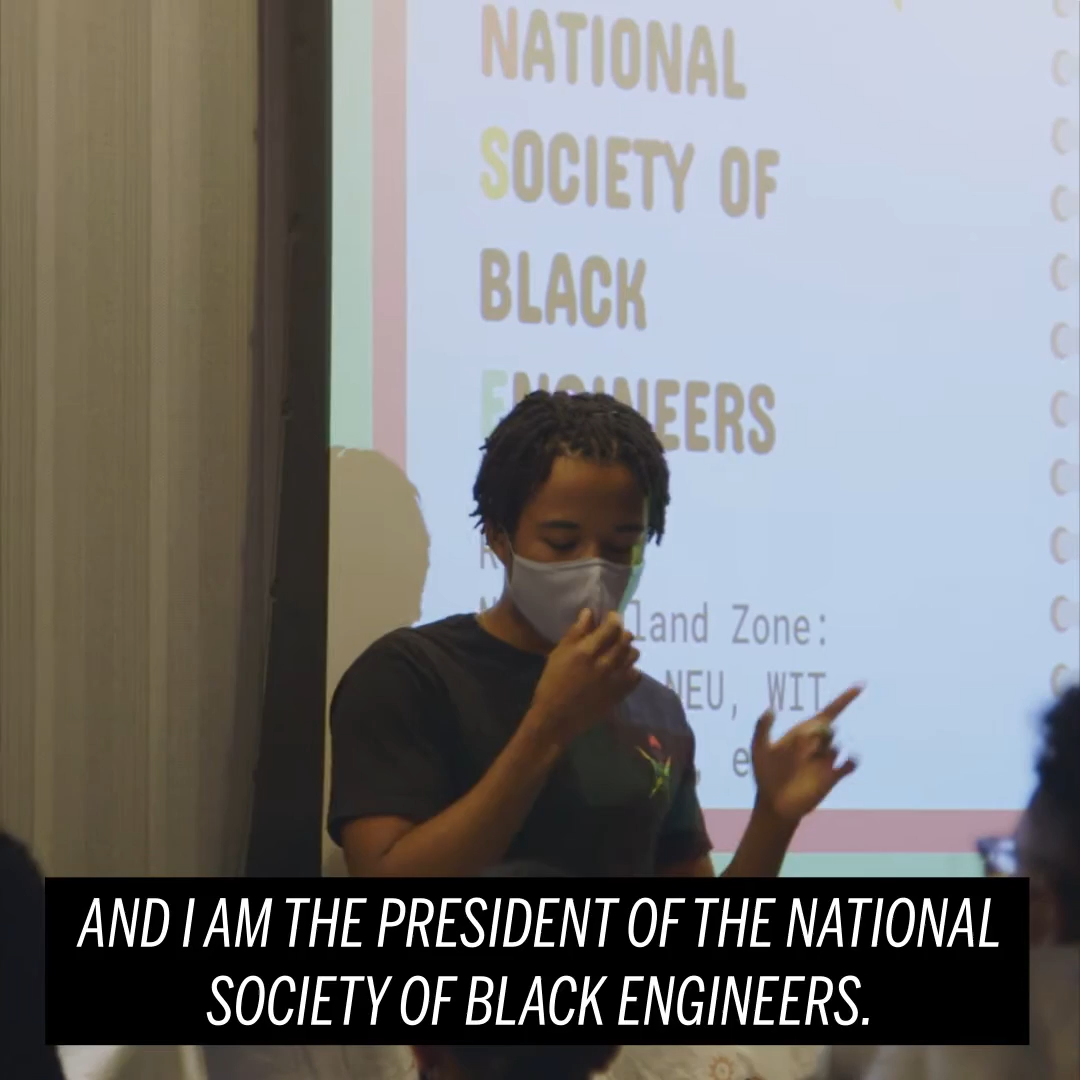 NATIONAL
SOCIETY OF
BLACK
ENGINEERS
land Zone:
NEU, WIT
AND I AM THE PRESIDENT OF THE NATIONAL
SOCIETY OF BLACK ENGINEERS.